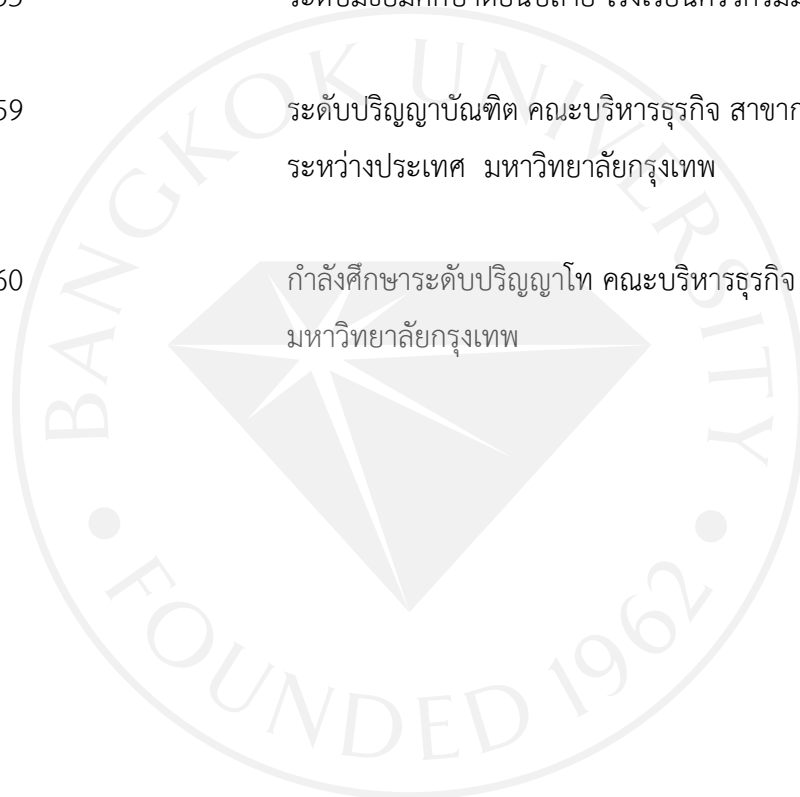 59 ระดับปริญญาบัณฑิต คณะบริหารธุรกิจ สาขา
ระหว่างประเทศ มหาวิทยาลัยกรุงเทพ
60 กำลังศึกษาระดับปริญญาโท คณะบริหารธุรกิจ
มหาวิทยาลัยกรุงเทพ
BANGKOK UNIVERSITY
FOUNDED 1962